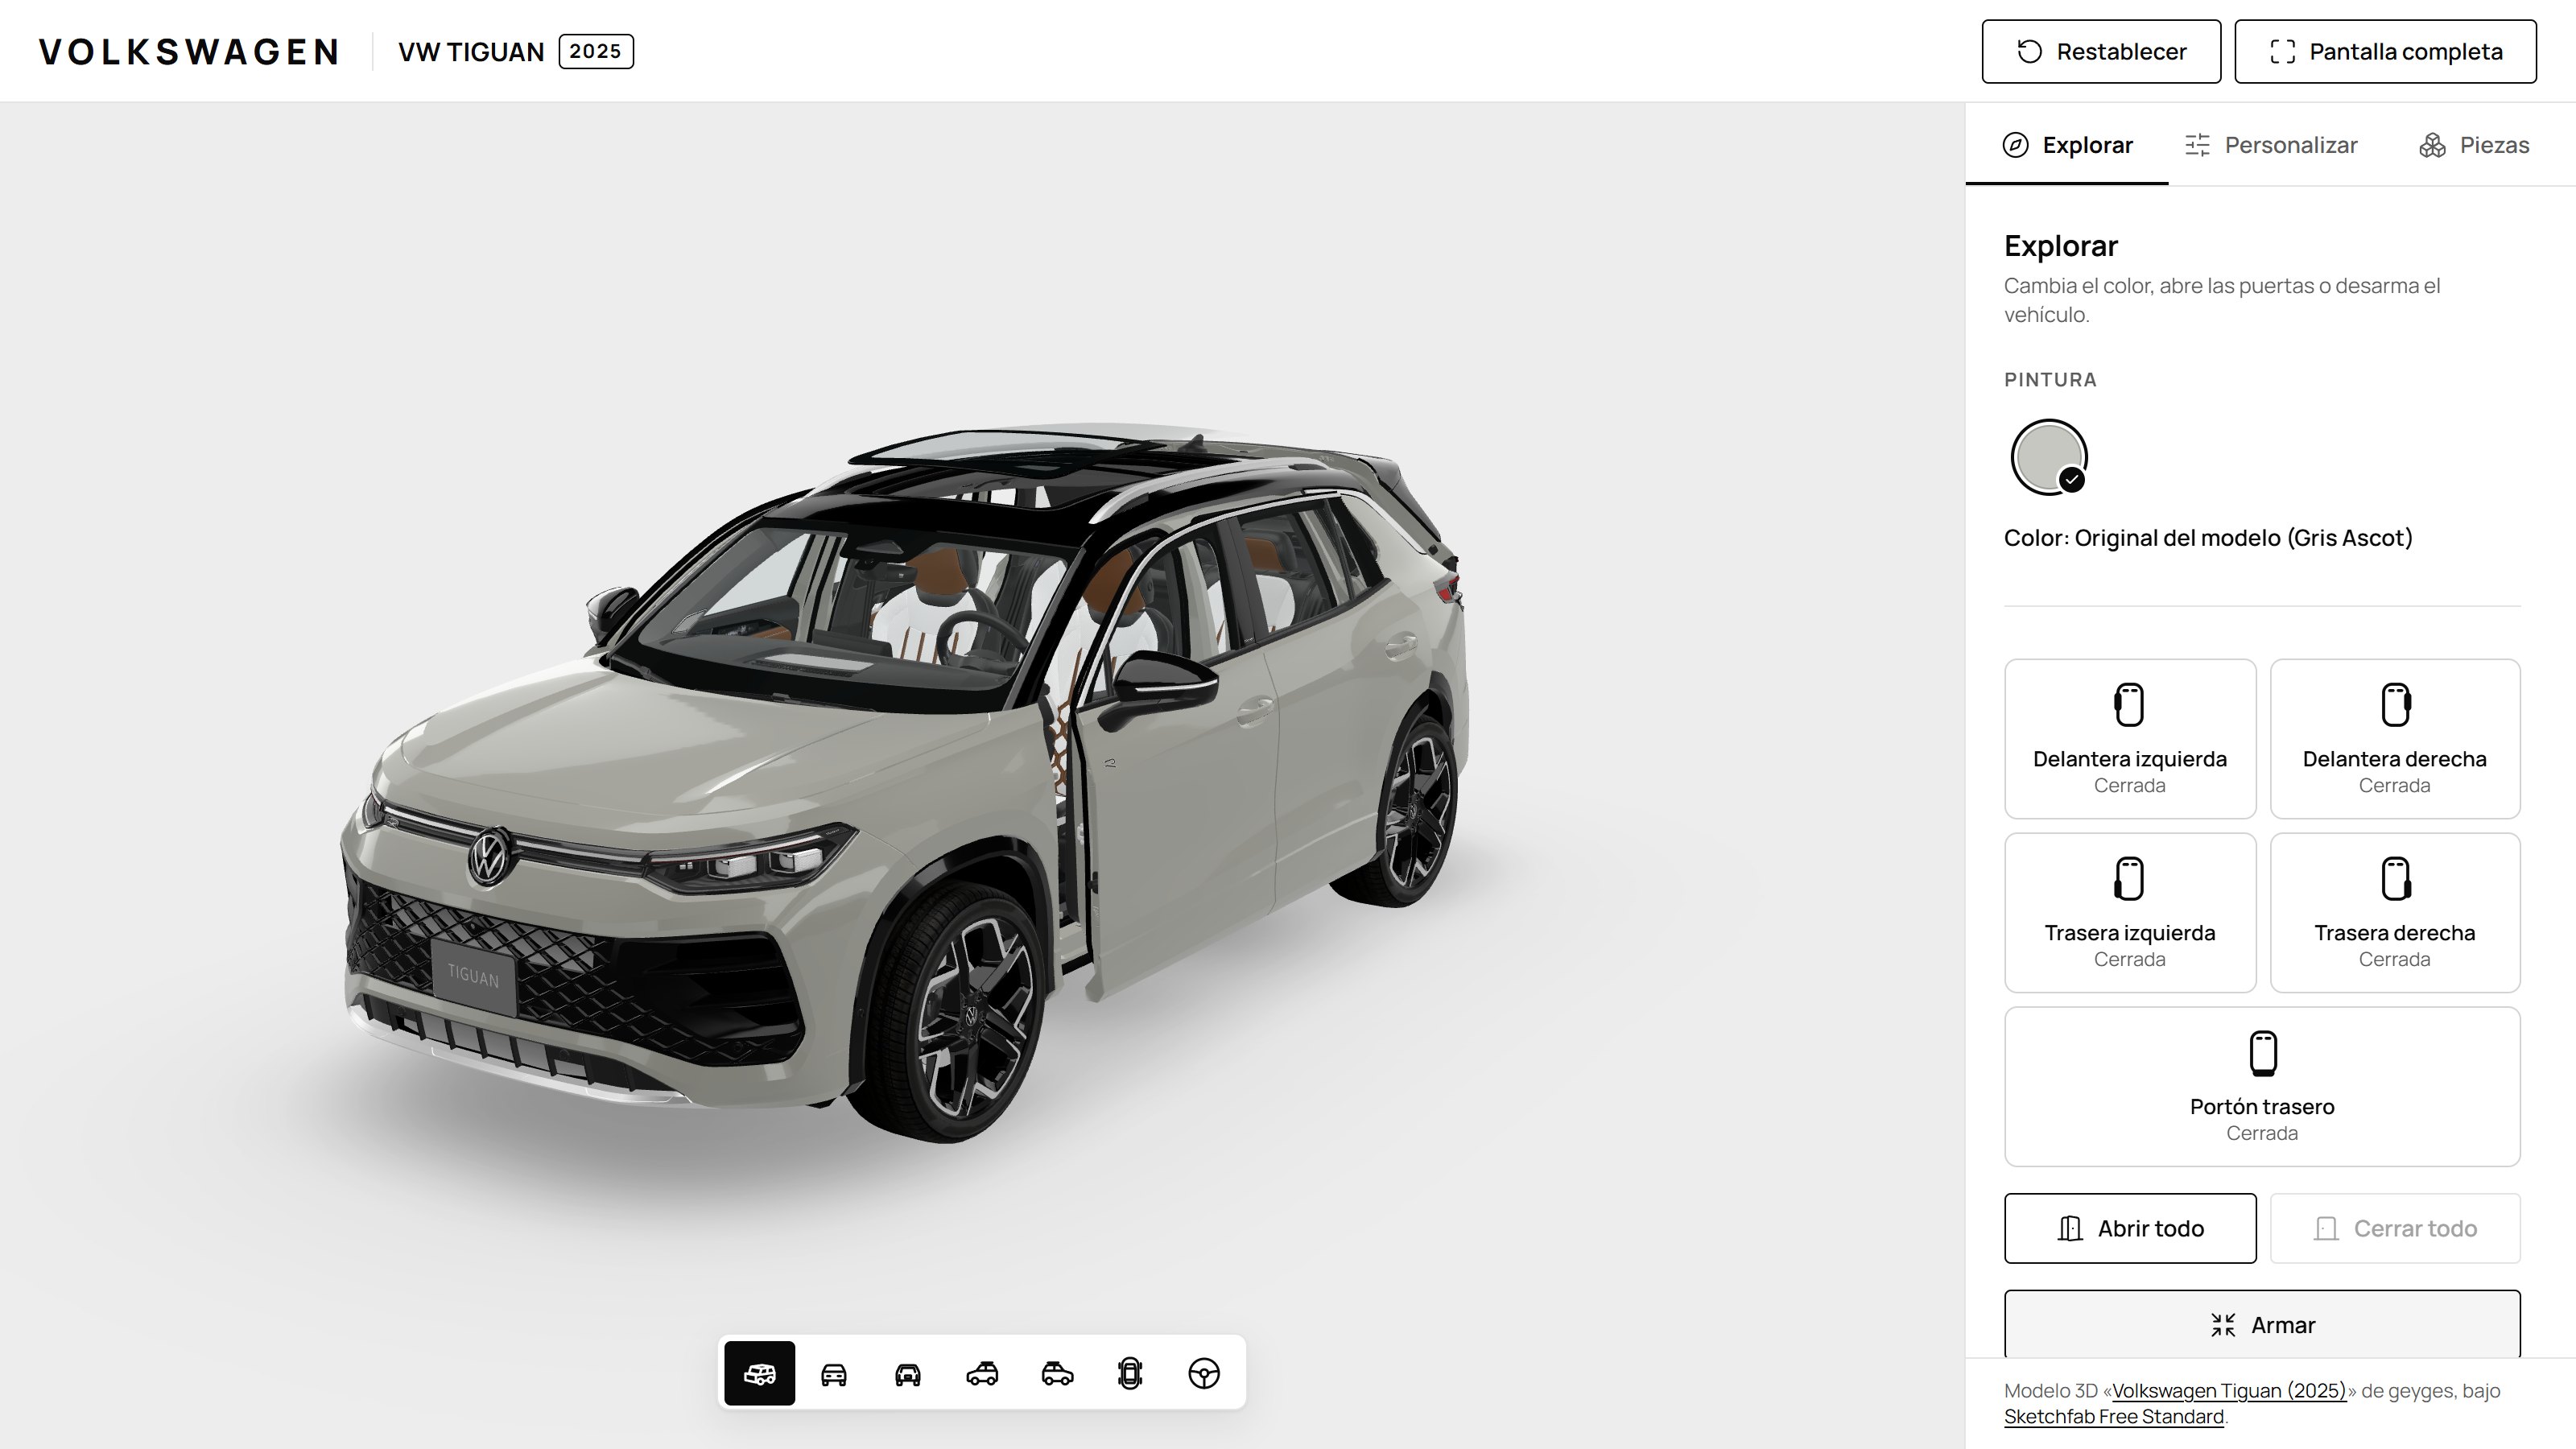 VOLKSWAGEN
VW TIGUAN
2025
Restablecer
Pantalla completa
Explorar
Personalizar
Piezas
Explorar
Cambia el color, abre las puertas o desarma el
vehículo.
PINTURA
Color: Original del modelo (Gris Ascot)
Delantera izquierda
Cerrada
Delantera derecha
Cerrada
Trasera izquierda
Cerrada
Trasera derecha
Cerrada
Portón trasero
Cerrada
Abrir todo
Cerrar todo
Armar
TIGUAN
Modelo 3D «Volkswagen Tiguan (2025)» de geyges, bajo
Sketchfab Free Standard.